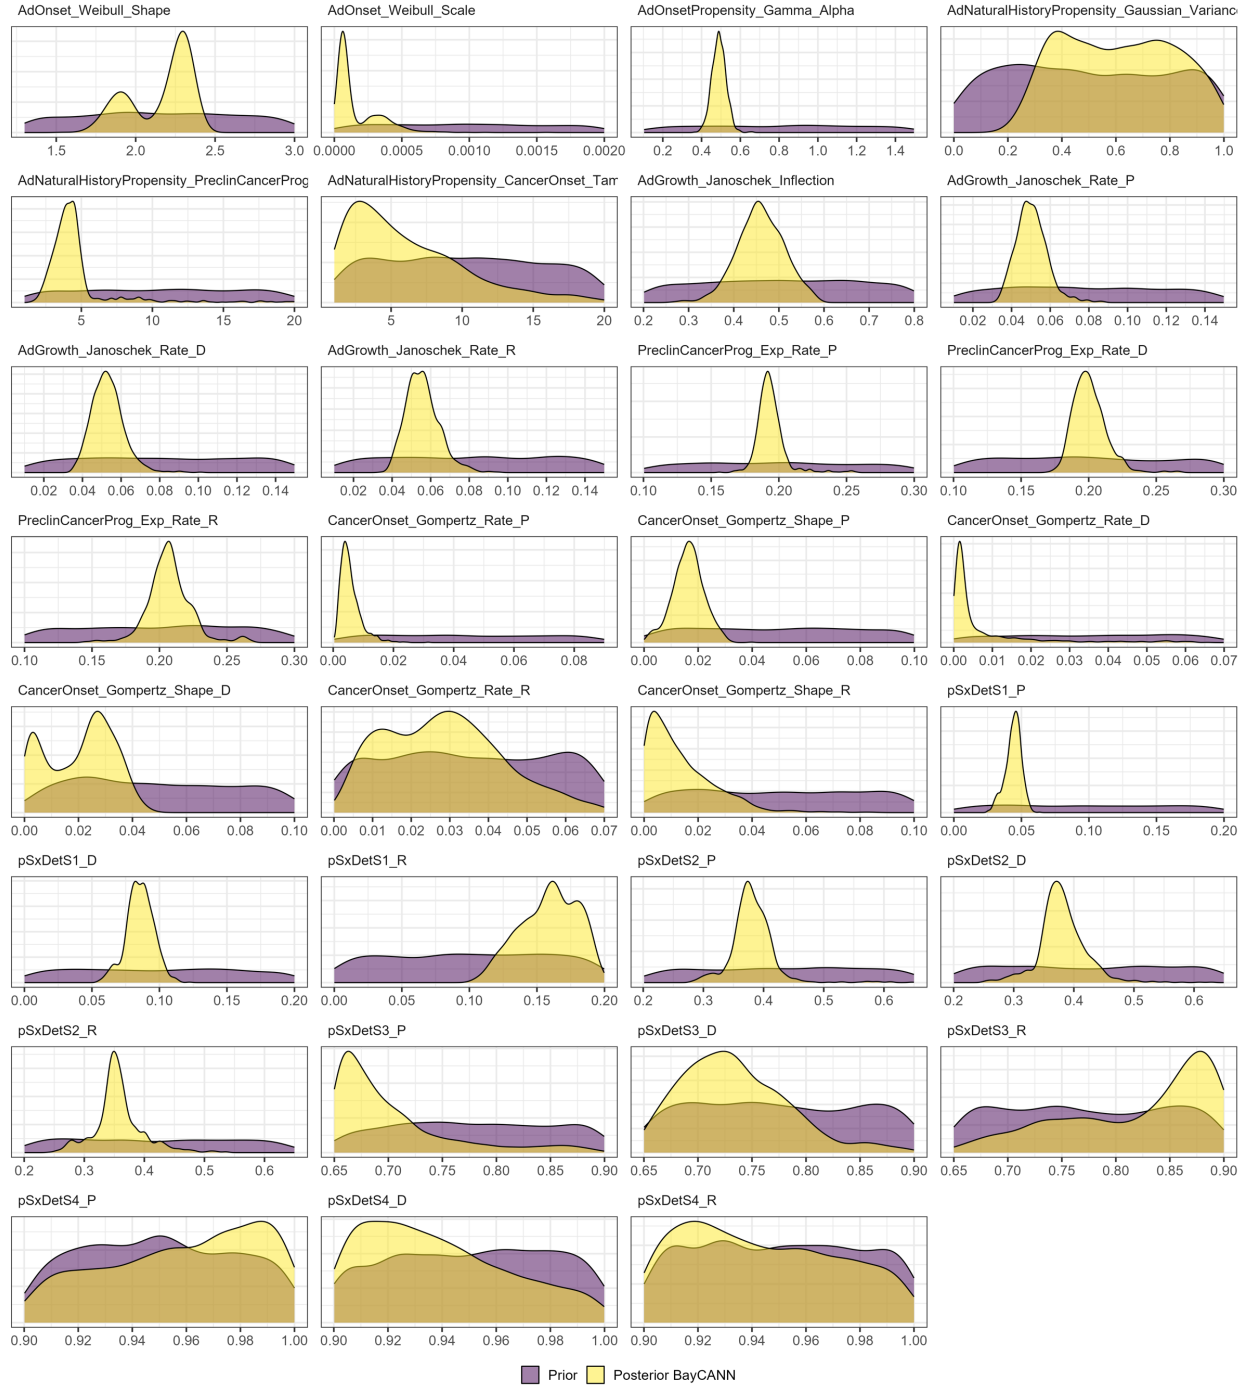 AdOnset_Weibull_Shape AdOnset_Weibull_Scale AdOnsetPropensity_Gamma_Alpha AdNaturalHistoryPropensity_Gaussian_Varianc
1.5 2.0 2.5 3.0 0.0000 0.0005 0.0010 0.0015 0.0020 0.2 0.4 0.6 0.8 1.0 1.2 1.4 0.0 0.2 0.4 0.6 0.8 1.0
AdNaturalHistoryPropensity_PreclinCancerProg AdNaturalHistoryPropensity_CancerOnset_Tam AdGrowth_Janoschek_Inflection AdGrowth_Janoschek_Rate_P
5 10 15 20 5 10 15 20 0.2 0.3 0.4 0.5 0.6 0.7 0.8 0.02 0.04 0.06 0.08 0.10 0.12 0.14
AdGrowth_Janoschek_Rate_D AdGrowth_Janoschek_Rate_R PreclinCancerProg_Exp_Rate_P PreclinCancerProg_Exp_Rate_D
0.02 0.04 0.06 0.08 0.10 0.12 0.14 0.02 0.04 0.06 0.08 0.10 0.12 0.14 0.10 0.15 0.20 0.25 0.30 0.10 0.15 0.20 0.25 0.30
PreclinCancerProg_Exp_Rate_R CancerOnset_Gompertz_Rate_P CancerOnset_Gompertz_Shape_P CancerOnset_Gompertz_Rate_D
0.10 0.15 0.20 0.25 0.30 0.00 0.02 0.04 0.06 0.08 0.00 0.02 0.04 0.06 0.08 0.10 0.00 0.01 0.02 0.03 0.04 0.05 0.06 0.07
CancerOnset_Gompertz_Shape_D CancerOnset_Gompertz_Rate_R CancerOnset_Gompertz_Shape_R pSxDetS1_P
0.00 0.02 0.04 0.06 0.08 0.10 0.00 0.01 0.02 0.03 0.04 0.05 0.06 0.07 0.00 0.02 0.04 0.06 0.08 0.10 0.00 0.05 0.10 0.15 0.20
pSxDetS1_D pSxDetS1_R pSxDetS2_P pSxDetS2_D
0.00 0.05 0.10 0.15 0.20 0.00 0.05 0.10 0.15 0.20 0.2 0.3 0.4 0.5 0.6 0.2 0.3 0.4 0.5 0.6
pSxDetS2_R pSxDetS3_P pSxDetS3_D pSxDetS3_R
0.2 0.3 0.4 0.5 0.6 0.65 0.70 0.75 0.80 0.85 0.90 0.65 0.70 0.75 0.80 0.85 0.90 0.65 0.70 0.75 0.80 0.85 0.90
pSxDetS4_P pSxDetS4_D pSxDetS4_R
0.90 0.92 0.94 0.96 0.98 1.00 0.90 0.92 0.94 0.96 0.98 1.00 0.90 0.92 0.94 0.96 0.98 1.00
Prior Posterior BayCANN